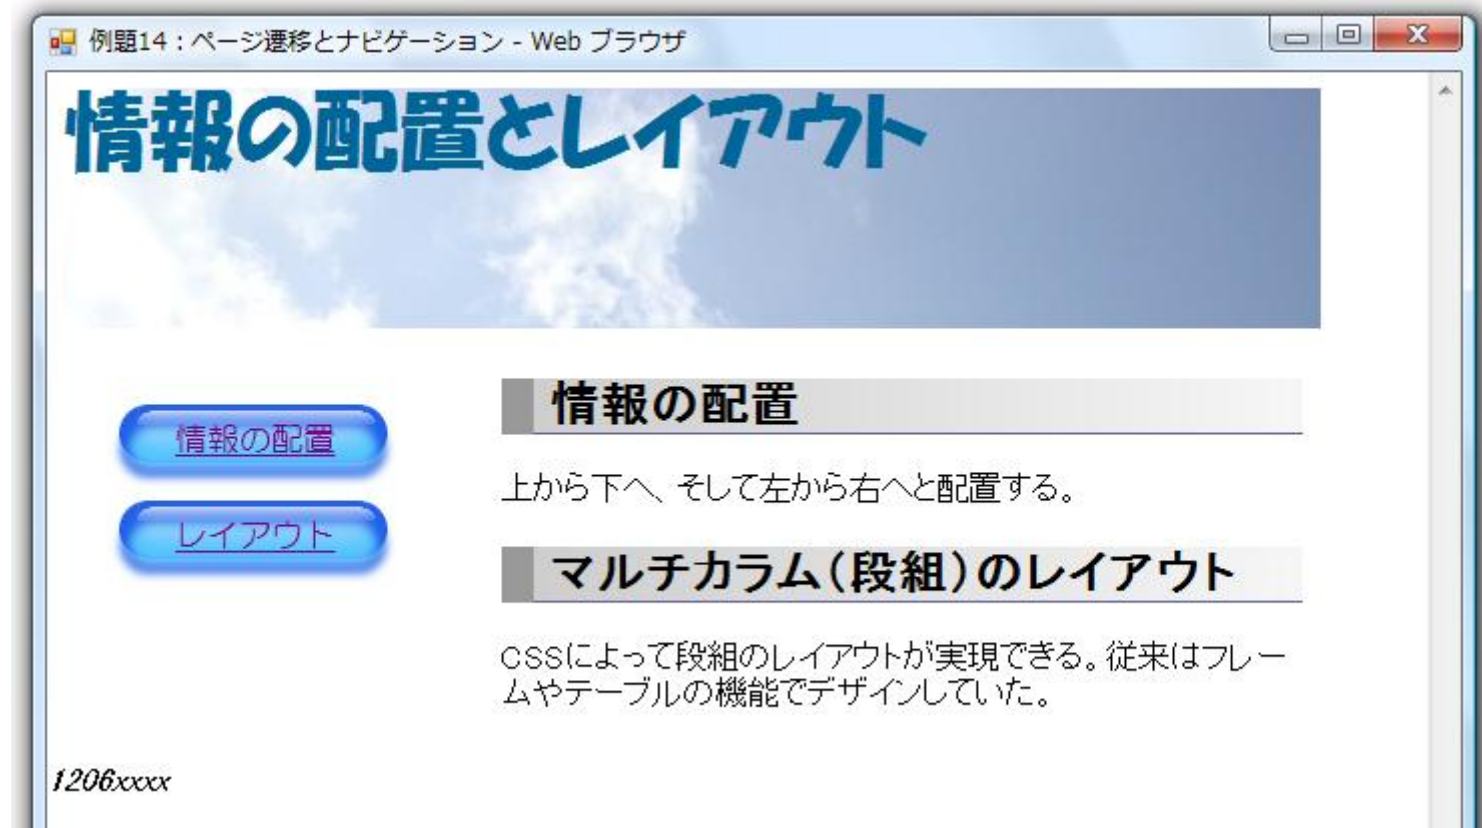 例題14：ページ遷移とナビゲーション - Web ブラウザ
情報の配置とレイアウト
情報の配置
レイアウト
情報の配置
上から下へ、そして左から右へと配置する。
マルチカラム（段組）のレイアウト
CSSによって段組のレイアウトが実現できる。従来はフレー
ムやテーブルの機能でデザインしていた。
1206xxxx